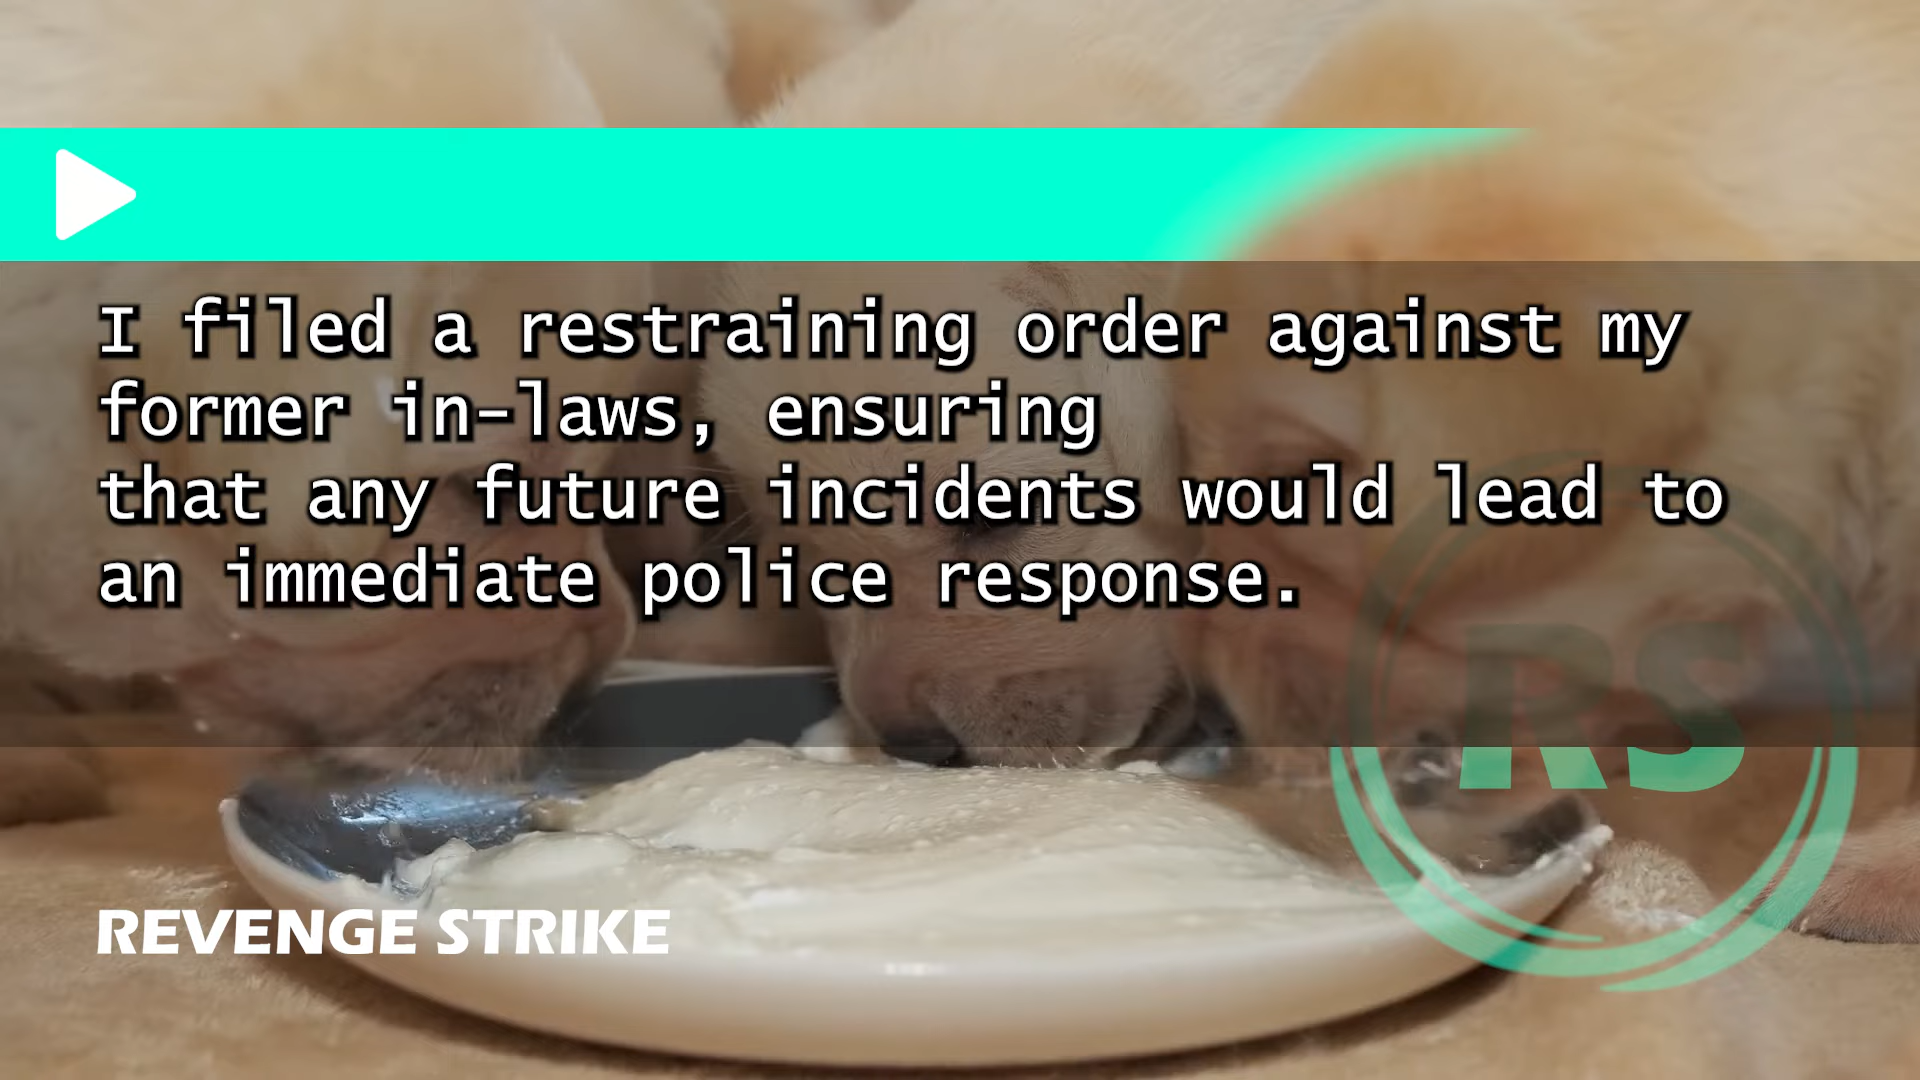 I filed a restraining order against my
former in-laws, ensuring
that any future incidents would lead to
an immediate police response.
RS
REVENGE STRIKE